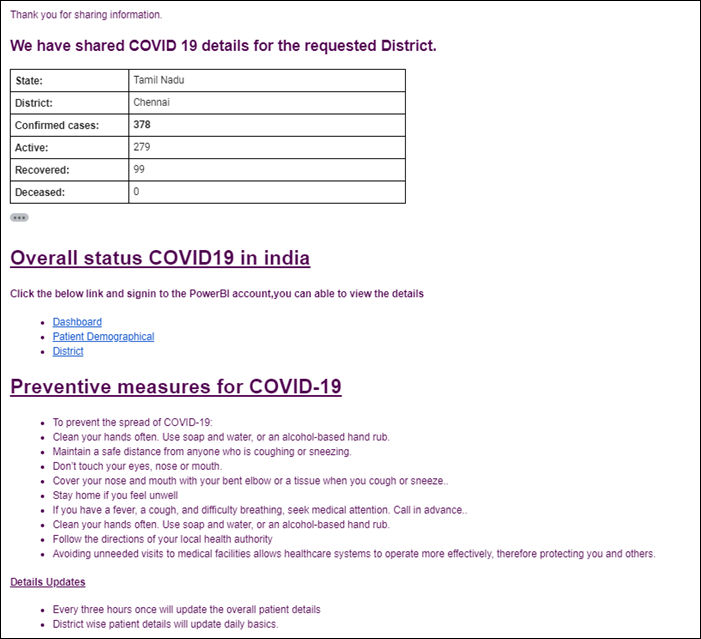 Thank you for sharing information.
We have shared COVID 19 details for the requested District.
State: Tamil Nadu
District: Chennai
Confirmed cases: 378
Active: 279
Recovered: 99
Deceased: 0
Overall status COVID19 in india
Click the below link and signin to the PowerBI account,you can able to view the details
Dashboard
Patient Demographical
District
Preventive measures for COVID-19
To prevent the spread of COVID-19:
Clean your hands often. Use soap and water, or an alcohol-based hand rub.
Maintain a safe distance from anyone who is coughing or sneezing.
Don't touch your eyes, nose or mouth.
Cover your nose and mouth with your bent elbow or a tissue when you cough or sneeze..
Stay home if you feel unwell
If you have a fever, a cough, and difficulty breathing, seek medical attention. Call in advance..
Clean your hands often. Use soap and water, or an alcohol-based hand rub.
Follow the directions of your local health authority
Avoiding unneeded visits to medical facilities allows healthcare systems to operate more effectively, therefore protecting you and others.
Details Updates
Every three hours once will update the overall patient details
District wise patient details will update daily basics.